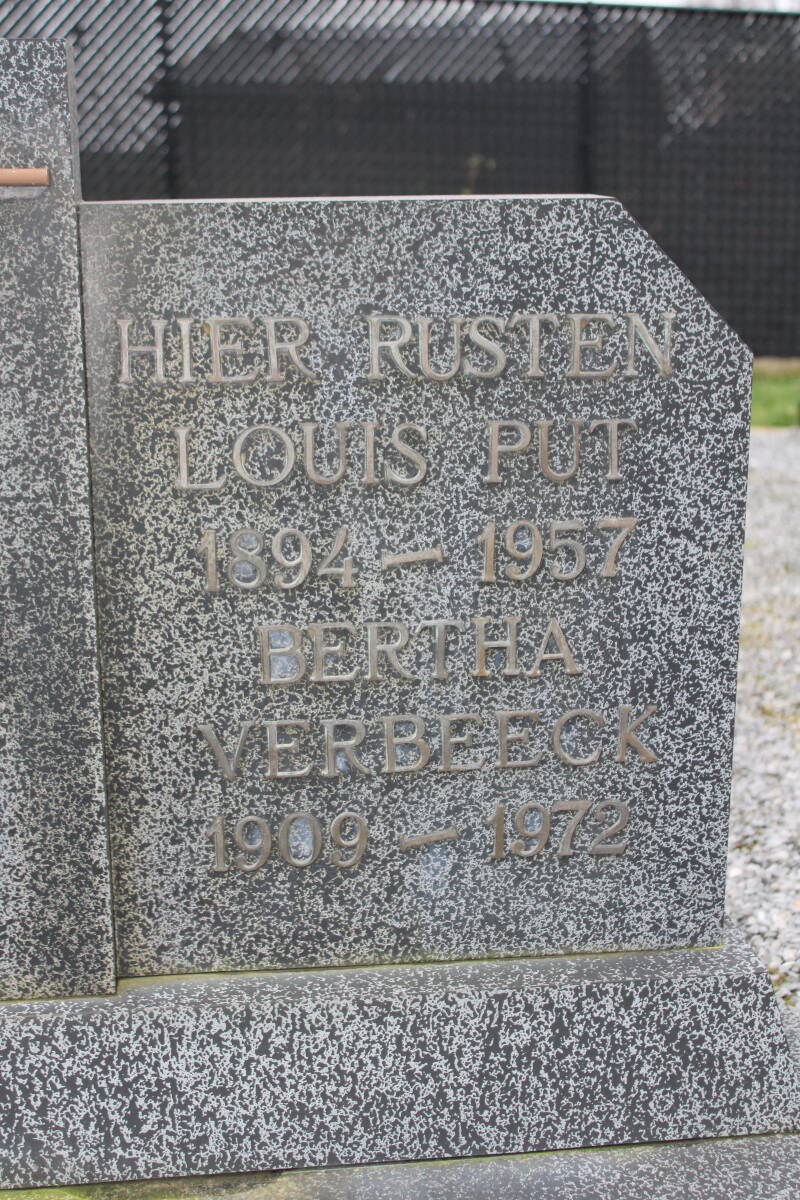 HIER RUSTEN
LOUIS PUT
1894 – 1957
BERTHA
VERBEECK
1909 – 1972